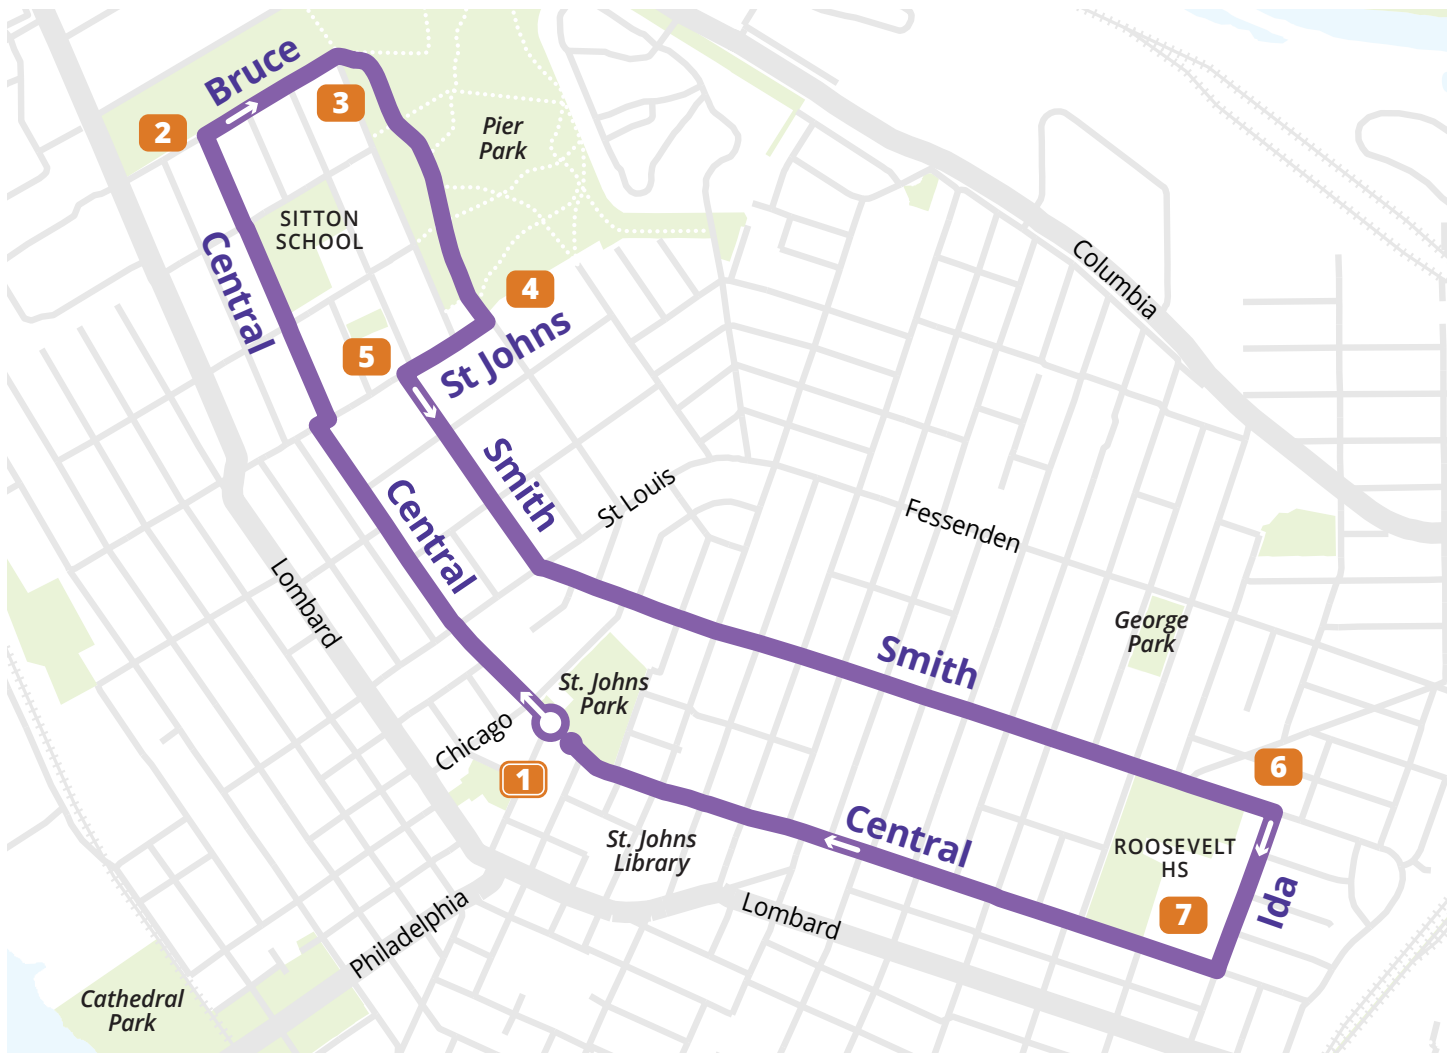 Bruce
3
2
Pier
Park
SITTON
SCHOOL
Central
4
Columbia
5
St Johns
Smith
St Louis
Central
Fessenden
Lombard
George
Park
Smith
St. Johns
Park
Chicago
1
6
Central
St. Johns
Library
ROOSEVELT
HS
Ida
7
Lombard
Philadelphia
Cathedral
Park